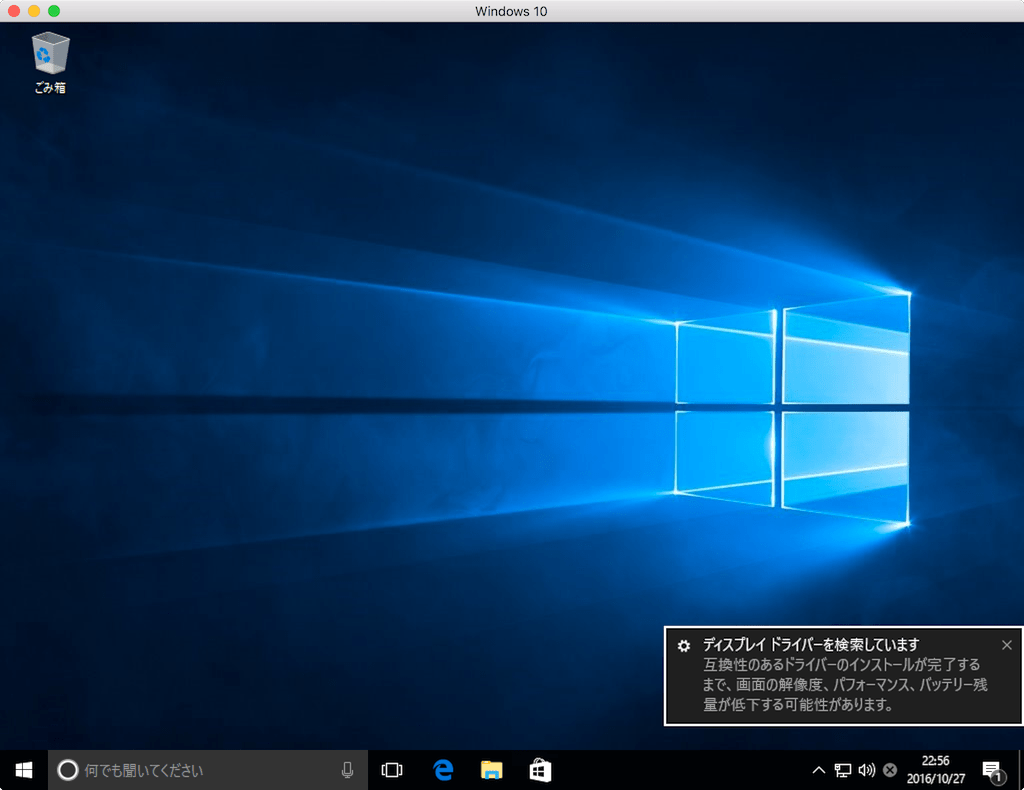 Windows 10
ごみ箱
ディスプレイ ドライバーを検索しています
互換性のあるドライバーのインストールが完了する
まで、画面の解像度、パフォーマンス、バッテリー残
量が低下する可能性があります。
何でも聞いてください
22:56
2016/10/27
1